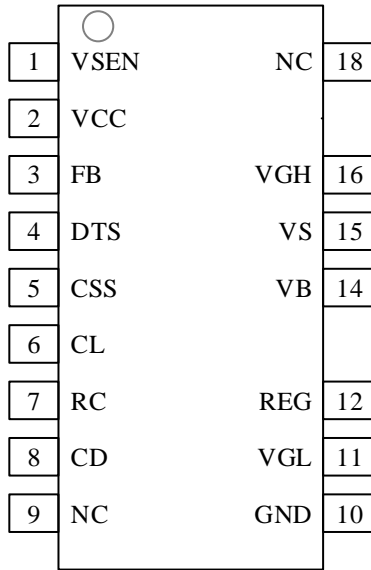 1 VSEN NC 18
2 VCC
3 FB VGH 16
4 DTS VS 15
5 CSS VB 14
6 CL
7 RC REG 12
8 CD VGL 11
9 NC GND 10